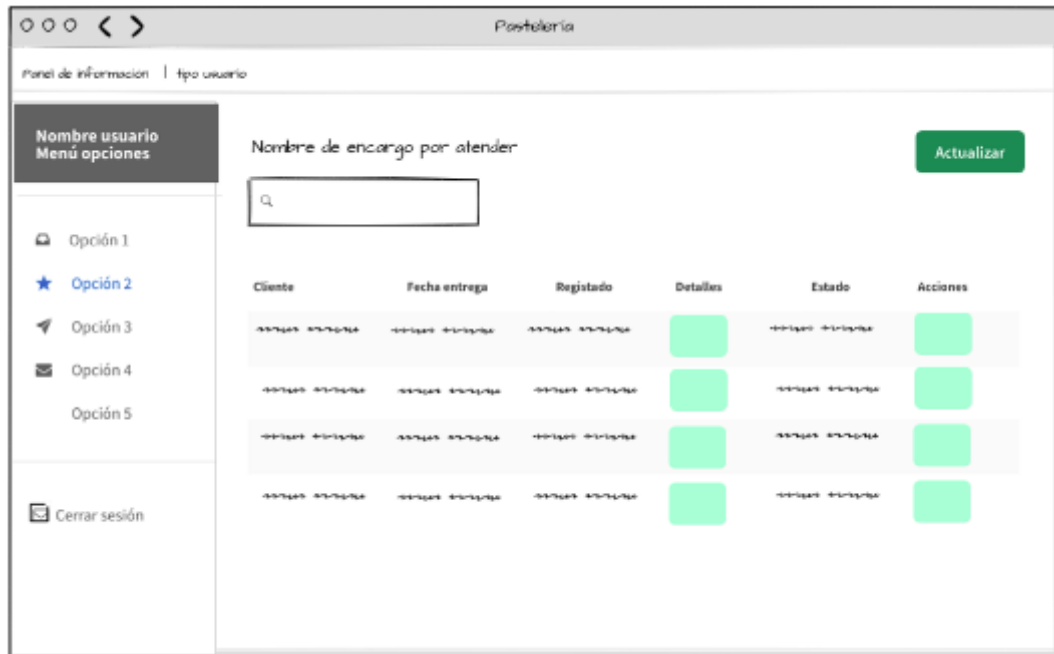 Pastelería
Panel de información | tipo usuario
Nombre usuario
Menú opciones
Opción 1
Opción 2
Opción 3
Opción 4
Opción 5
Cerrar sesión
Nombre de encargo por atender
Actualizar
Cliente Fecha entrega Registado Detalles Estado Acciones